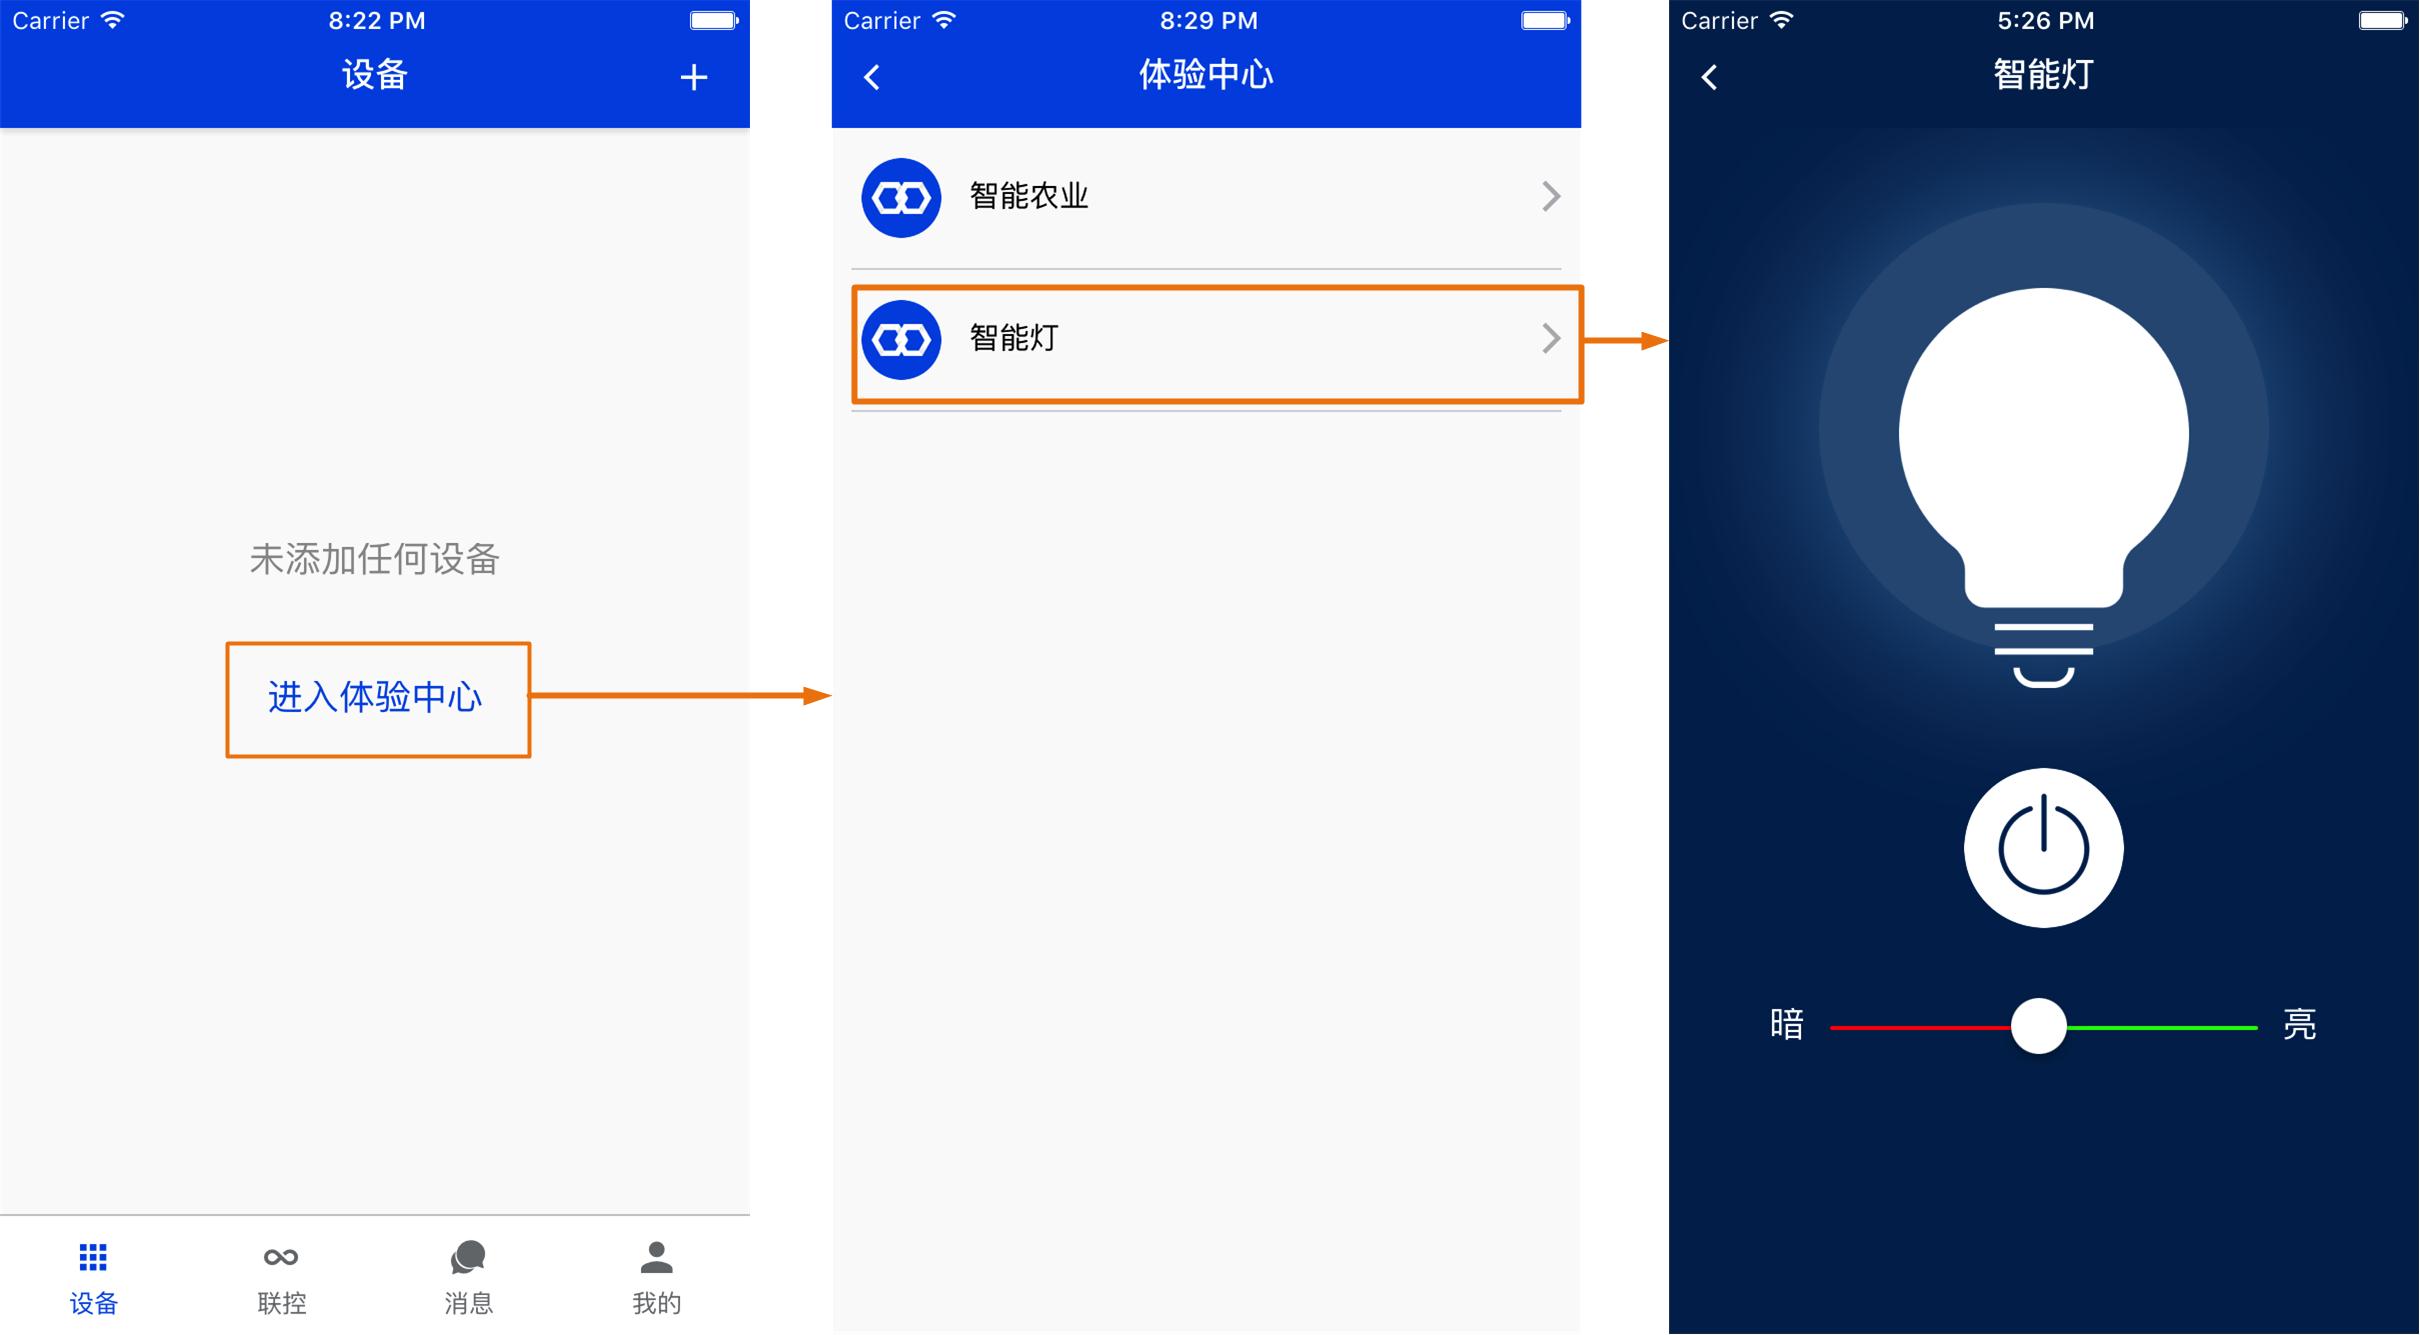 Carrier 8:22 PM
设备
未添加任何设备
进入体验中心
设备 联控 消息 我的
Carrier 8:29 PM
体验中心
智能农业
智能灯
Carrier 5:26 PM
智能灯
暗 亮